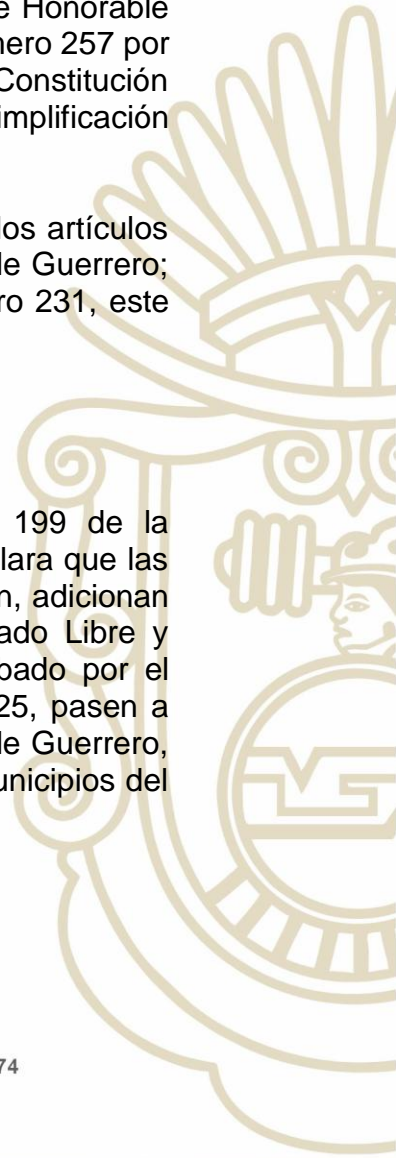 e Honorable
nero 257 por
Constitución
implificación
los artículos
de Guerrero;
ro 231, este
199 de la
lara que las
n, adicionan
ado Libre y
bado por el
25, pasen a
de Guerrero,
unicipios del
74